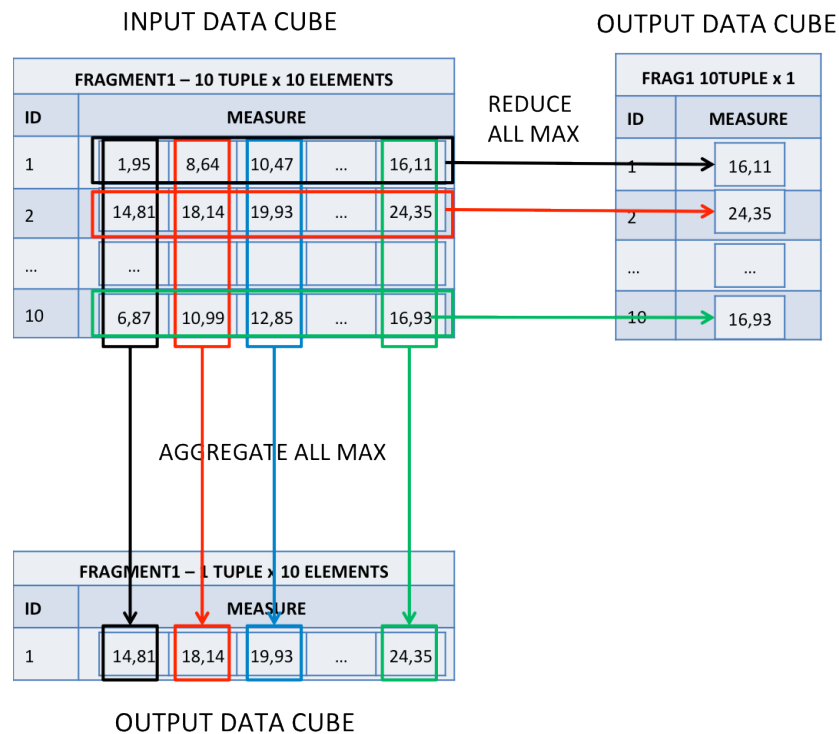 INPUT DATA CUBE
OUTPUT DATA CUBE
FRAGMENT1 – 10 TUPLE x 10 ELEMENTS
ID MEASURE
1 1,95 8,64 10,47 ... 16,11
2 14,81 18,14 19,93 ... 24,35
... ...
10 6,87 10,99 12,85 ... 16,93
REDUCE
ALL MAX
FRAG1 10TUPLE x 1
ID MEASURE
1 16,11
2 24,35
... ...
10 16,93
AGGREGATE ALL MAX
FRAGMENT1 – 1 TUPLE x 10 ELEMENTS
ID MEASURE
1 14,81 18,14 19,93 ... 24,35
OUTPUT DATA CUBE